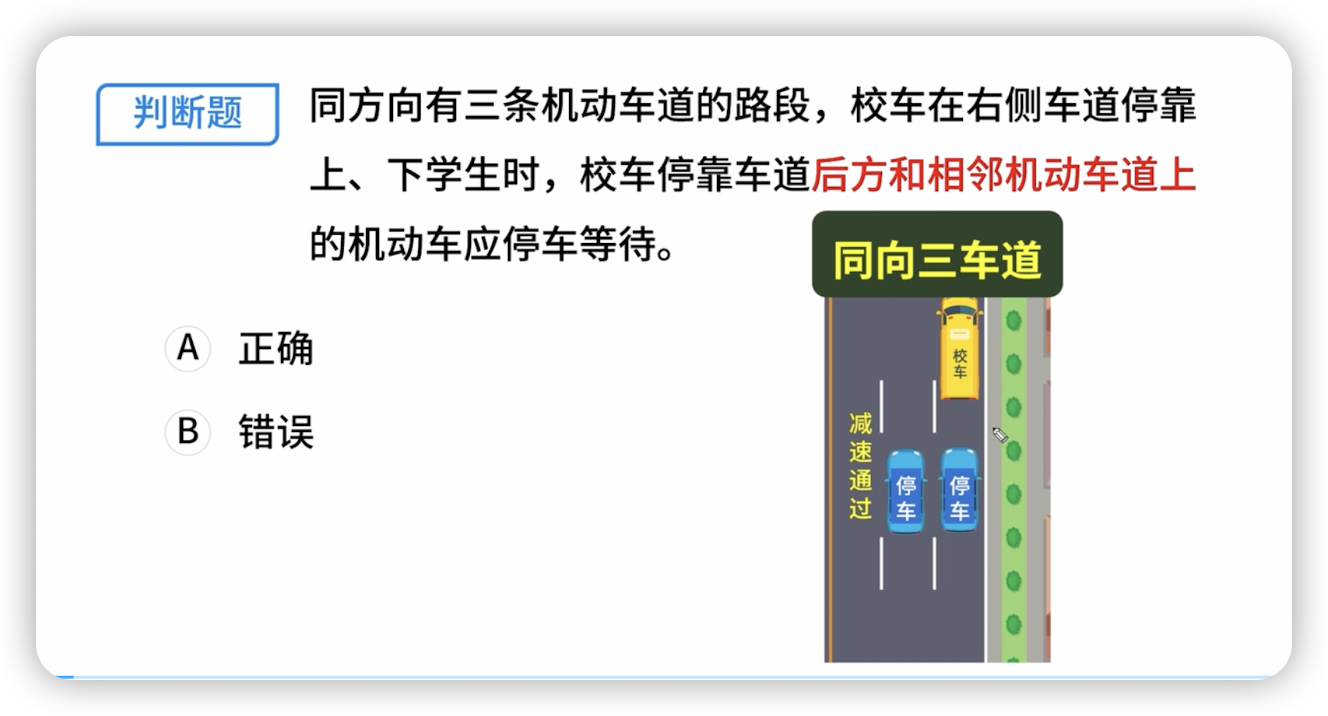 判断题
同方向有三条机动车道的路段，校车在右侧车道停靠
上、下学生时，校车停靠车道后方和相邻机动车道上
的机动车应停车等待。
同向三车道
A 正确
B 错误
校车
减速通过
停车
停车